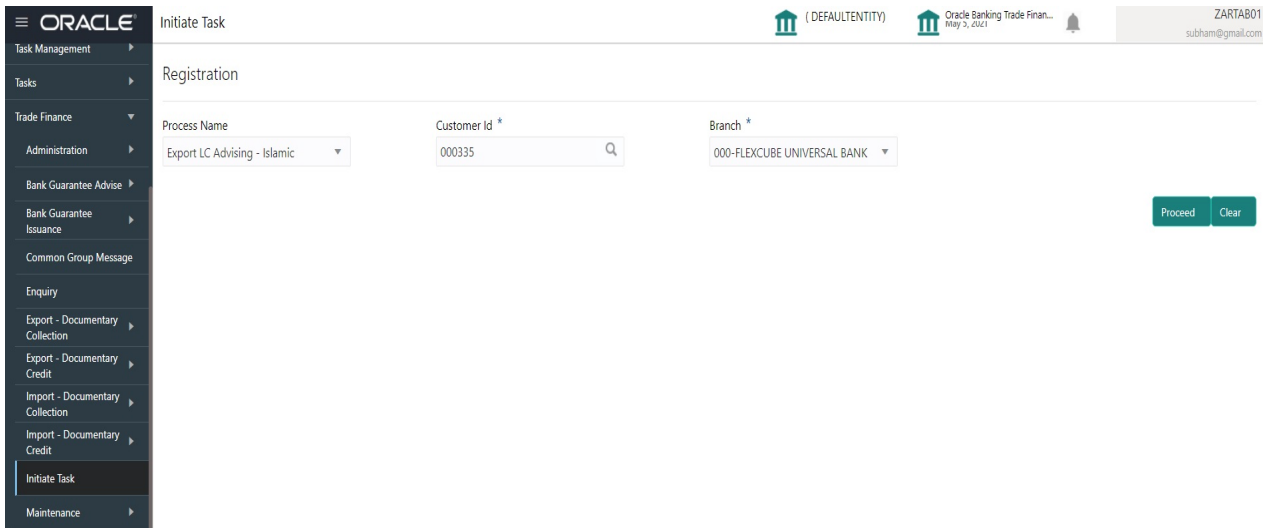 ORACLE
Initiate Task
( DEFAULTENTITY)
Oracle Banking Trade Finan...
May 5, 2021
ZARTAB01
subham@gmail.com
Task Management
Tasks
Trade Finance
Administration
Bank Guarantee Advise
Bank Guarantee
Issuance
Common Group Message
Enquiry
Export - Documentary
Collection
Export - Documentary
Credit
Import - Documentary
Collection
Import - Documentary
Credit
Initiate Task
Maintenance
Registration
Process Name
Export LC Advising - Islamic
Customer Id *
000335
Branch *
000-FLEXCUBE UNIVERSAL BANK
Proceed
Clear